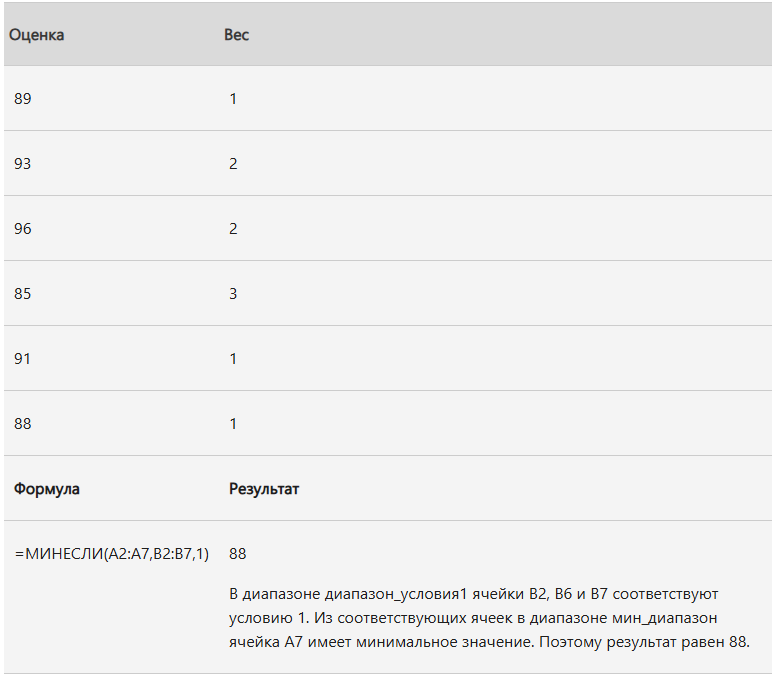 Оценка Вес
89 1
93 2
96 2
85 3
91 1
88 1
Формула Результат
=МИНЕСЛИ(A2:A7,B2:B7,1) 88
В диапазоне диапазон_условия1 ячейки B2, B6 и B7 соответствуют
условию 1. Из соответствующих ячеек в диапазоне мин_диапазон
ячейка A7 имеет минимальное значение. Поэтому результат равен 88.